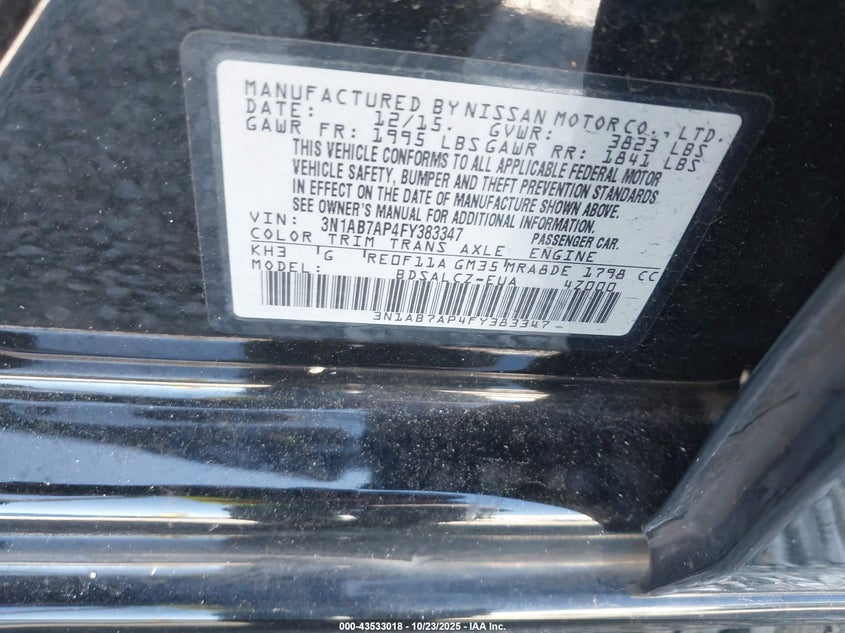 MANUFACTURED BY NISSAN MOTOR CO., LTD.
DATE: 12/15. GVWR: 3823 LBS
GAWR FR: 1995 LBS GAWR RR: 1841 LBS
THIS VEHICLE CONFORMS TO ALL APPLICABLE FEDERAL MOTOR
VEHICLE SAFETY, BUMPER AND THEFT PREVENTION STANDARDS
IN EFFECT ON THE DATE OF MANUFACTURE SHOWN ABOVE.
SEE OWNER'S MANUAL FOR ADDITIONAL INFORMATION.
VIN: 3N1AB7AP4FY383347 PASSENGER CAR.
COLOR TRIM TRANS AXLE ENGINE
KH3 G RE0F11A GM35 MRA8DE 1798 CC
MODEL: BDSALCZ-EUA 4Z000
3N1AB7AP4FY383347
000-43533018 - 10/23/2025 - IAA Inc.